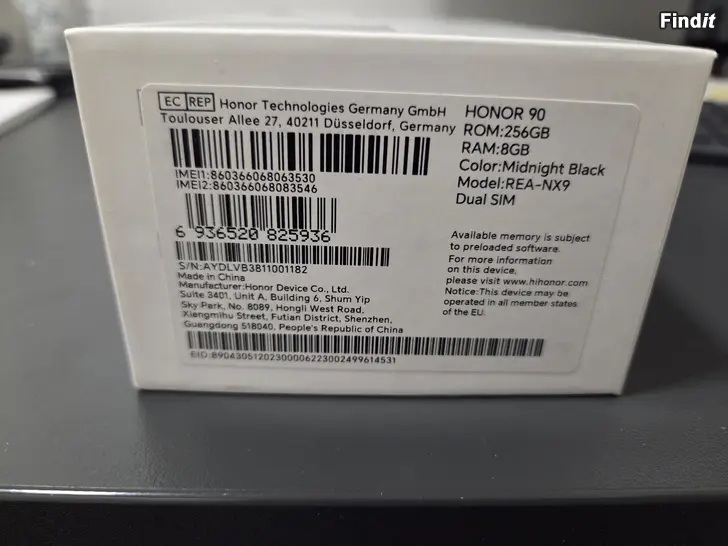 Findit
EC REP Honor Technologies Germany GmbH
Toulouser Allee 27, 40211 Düsseldorf, Germany
IMEI1:860366068063530
IMEI2:860366068083546
6 936520 825936
S/N:AYDLVB3811001182
Made in China
Manufacturer:Honor Device Co., Ltd.
Suite 3401, Unit A, Building 6, Shum Yip
Sky Park, No. 8089, Hongli West Road,
Xiangmihu Street, Futian District, Shenzhen,
Guangdong 518040, People's Republic of China
EID:89043051202300006223002499614531
HONOR 90
ROM:256GB
RAM:8GB
Color:Midnight Black
Model:REA-NX9
Dual SIM
Available memory is subject
to preloaded software.
For more information
on this device,
please visit www.hihonor.com
Notice:This device may be
operated in all member states
of the EU.